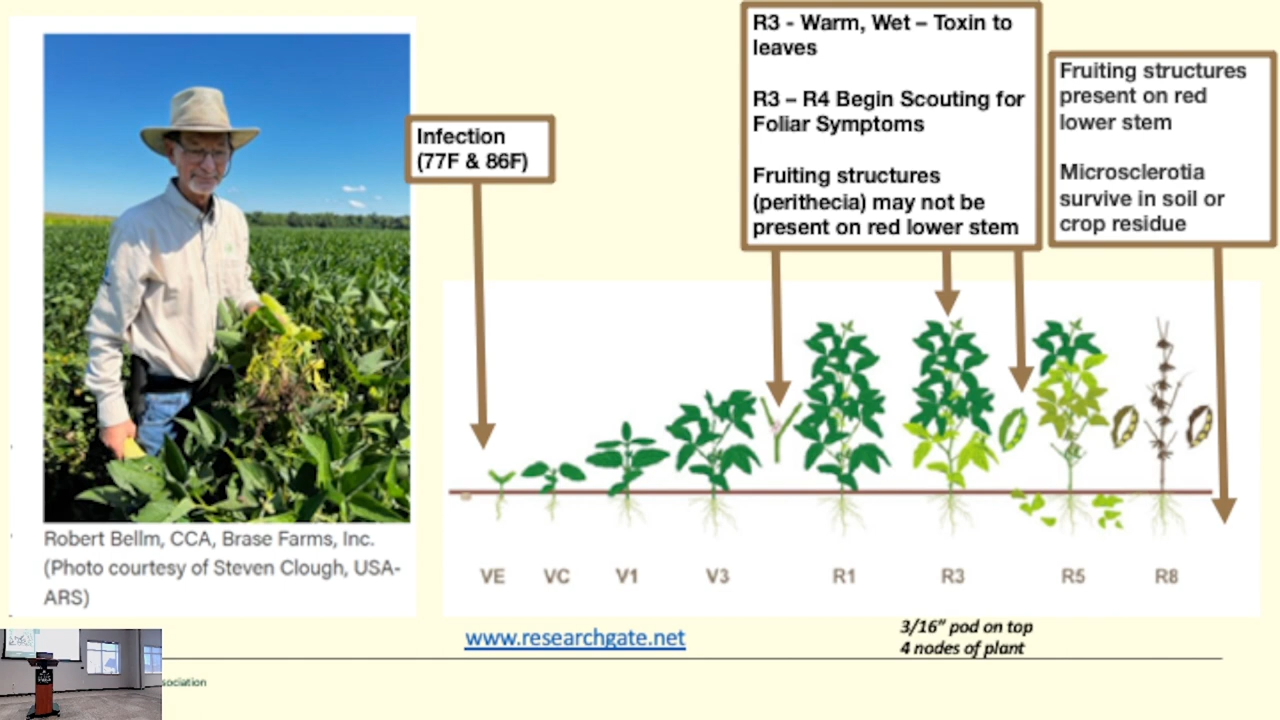 R3 - Warm, Wet – Toxin to
leaves
R3 – R4 Begin Scouting for
Foliar Symptoms
Fruiting structures
(perithecia) may not be
present on red lower stem
Fruiting structures
present on red
lower stem
Microsclerotia
survive in soil or
crop residue
Infection
(77F & 86F)
Robert Bellm, CCA, Brase Farms, Inc.
(Photo courtesy of Steven Clough, USA-
ARS)
VE VC V1 V3 R1 R3 R5 R8
www.researchgate.net
3/16” pod on top
4 nodes of plant
sociation